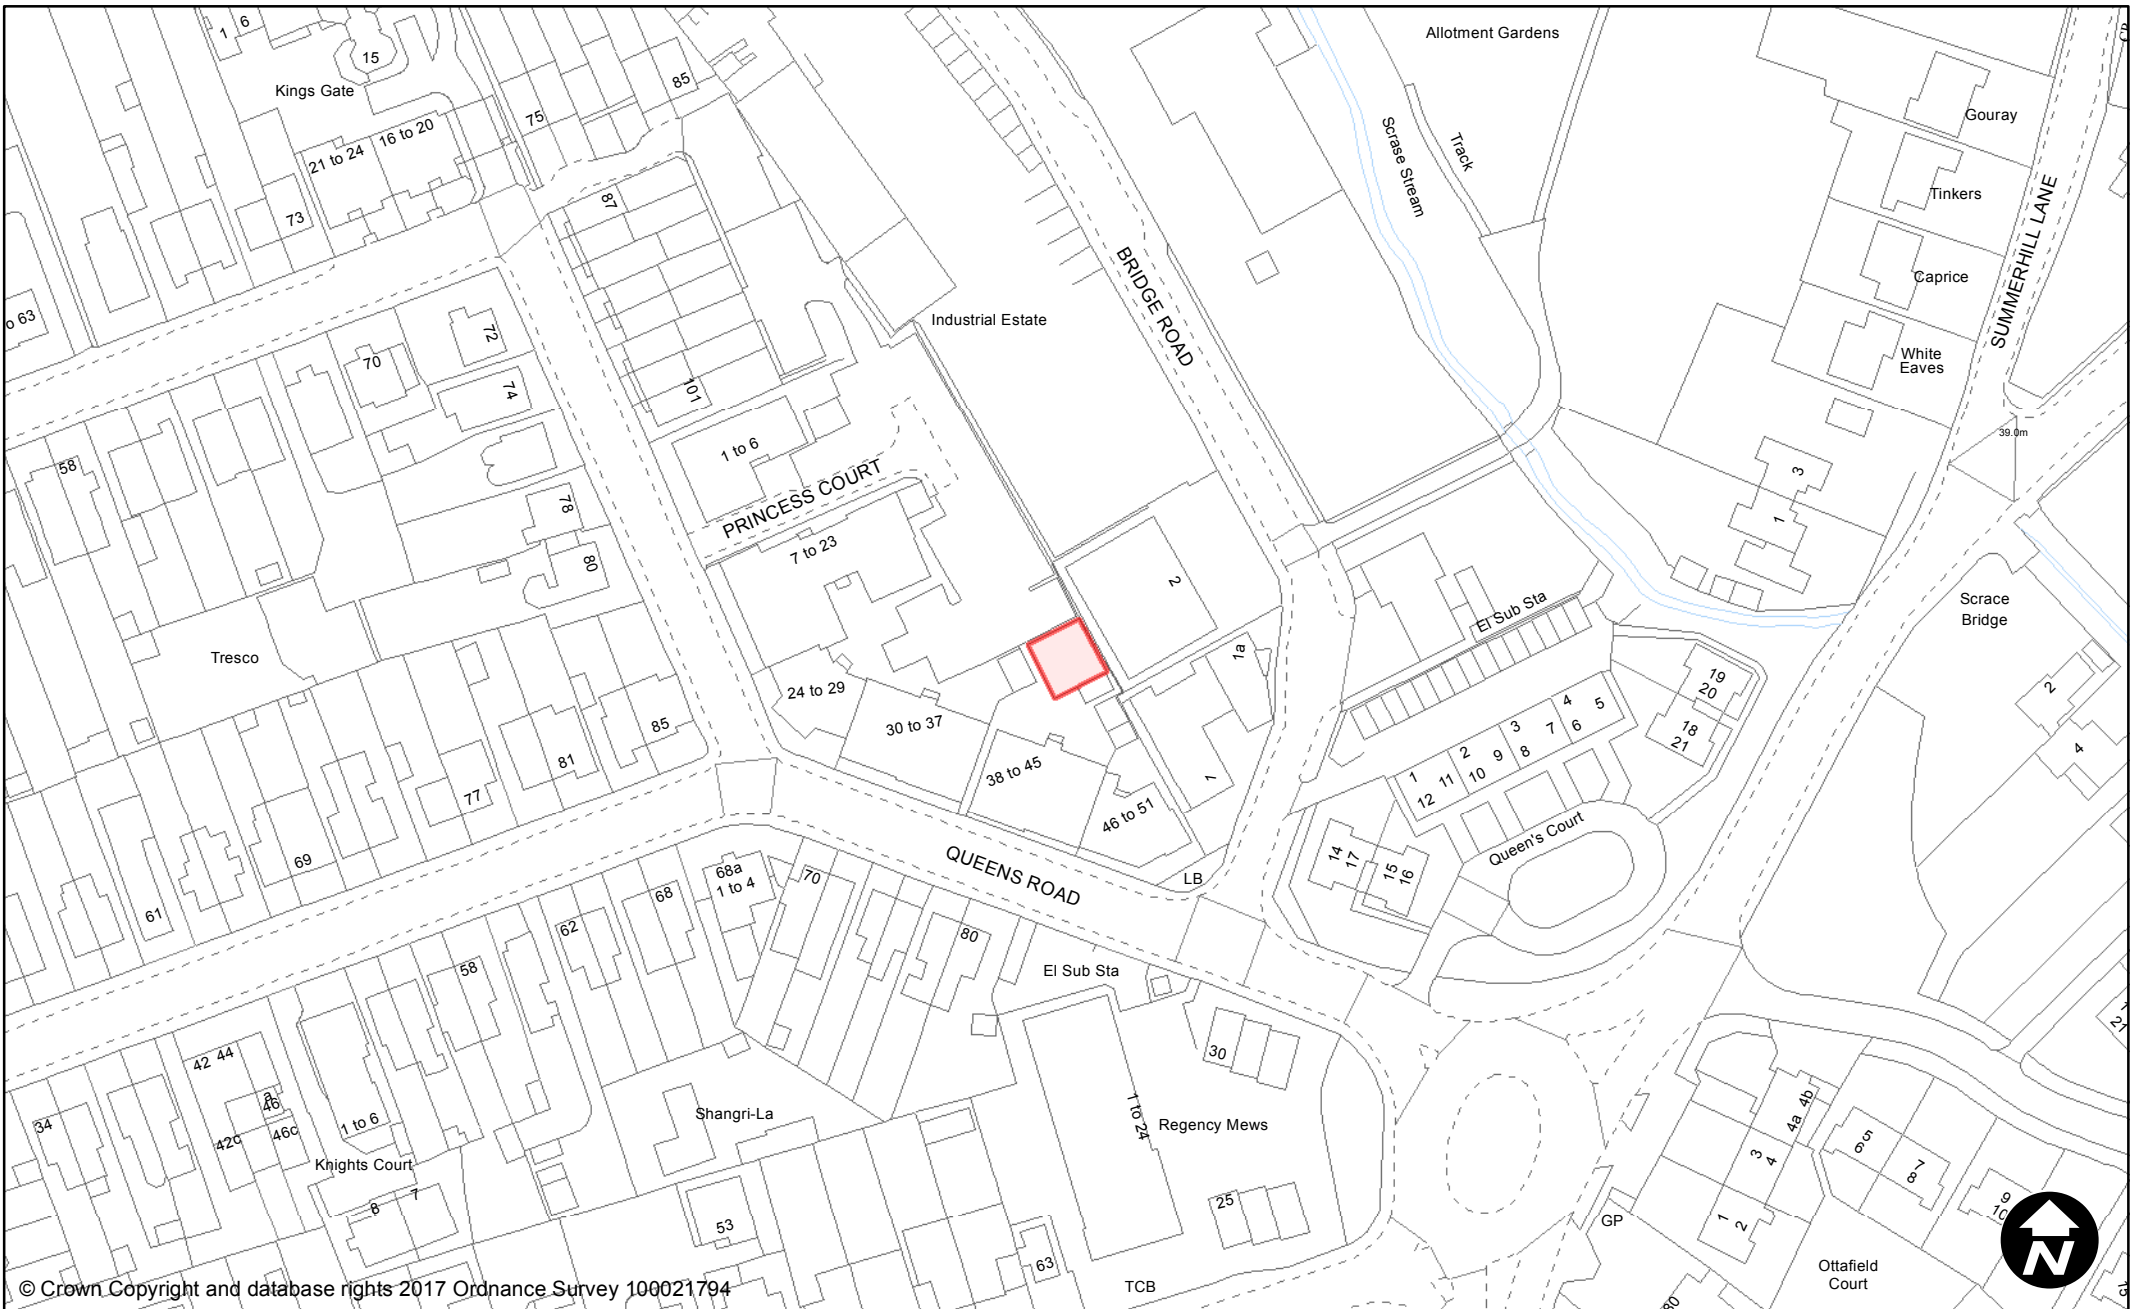 1
6
15
Kings Gate
85
75
16 to 20
21 to 24
73
87
Allotment Gardens
Gouray
Scrase Stream
Track
Tinkers
SUMMERHILL LANE
Caprice
BRIDGE ROAD
Industrial Estate
White
Eaves
o 63
72
70
74
101
39.0m
1 to 6
PRINCESS COURT
58
78
3
1
7 to 23
80
2
El Sub Sta
Scrace
Bridge
Tresco
1a
24 to 29
19
20
2
30 to 37
85
4
5
3
7
6
18
21
4
81
38 to 45
1
2
9
8
1
11
10
12
77
46 to 51
Queen's Court
69
QUEENS ROAD
14
17
15
16
LB
68a
1 to 4
70
68
61
62
80
58
El Sub Sta
21
42 44
30
a
46
34
1 to 6
42c
46c
Shangri-La
1 to 24
Regency Mews
4a 4b
5
6
3
4
7
8
Knights Court
8
7
9
10
53
25
1
2
GP
63
Ottafield
Court
TCB
N
© Crown Copyright and database rights 2017 Ordnance Survey 100021794